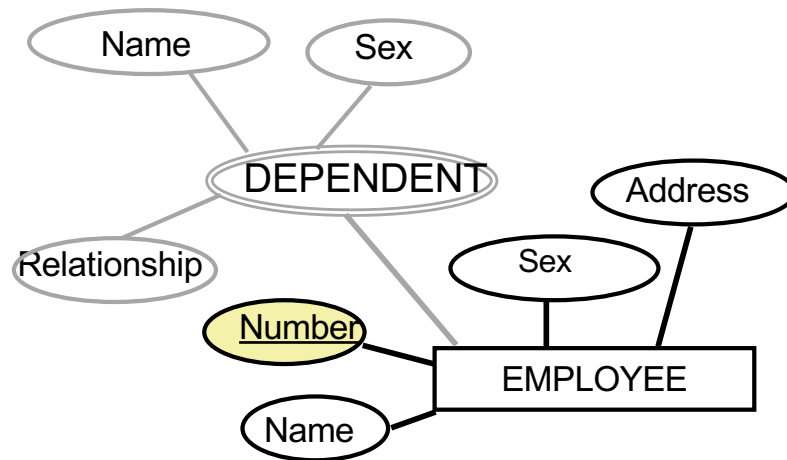 Name
Sex
DEPENDENT
Address
Relationship
Sex
Number
EMPLOYEE
Name